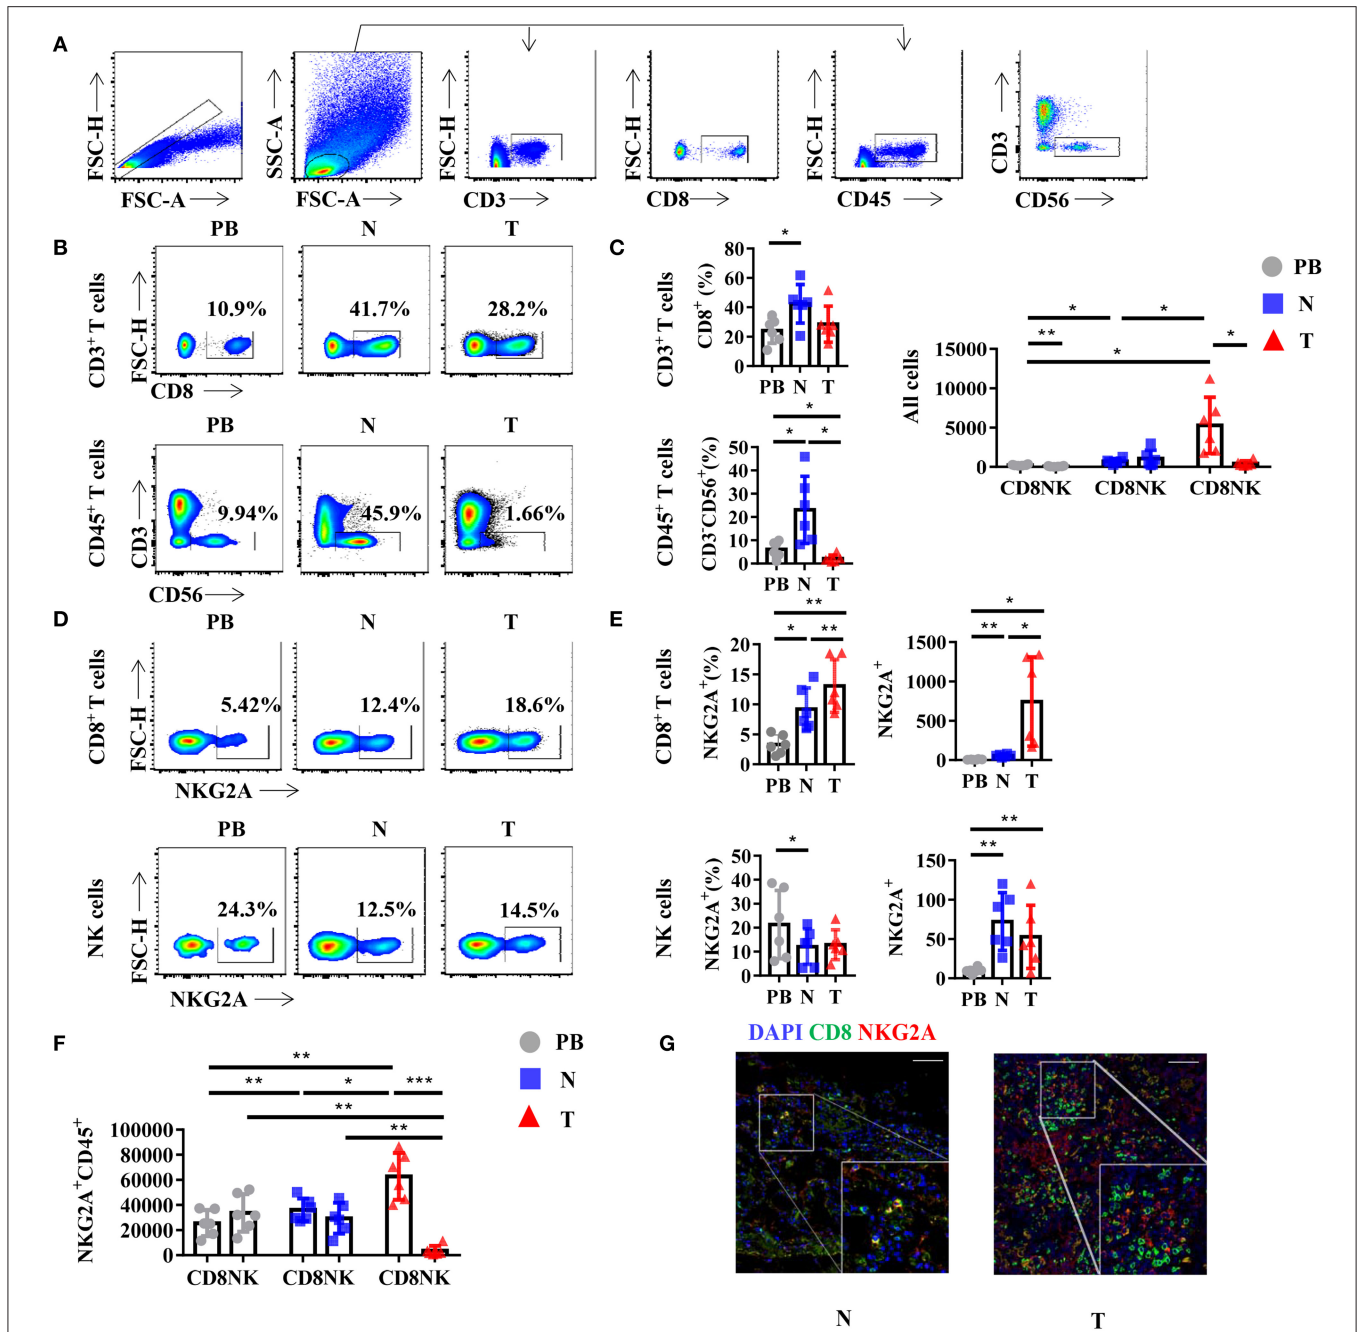 A
FSC-H
FSC-A
SSC-A
FSC-A
FSC-H
CD3
FSC-H
CD8
FSC-H
CD45
CD3
CD56
B
PB
N
T
CD3+ T cells
FSC-H
10.9%
41.7%
28.2%
CD8
PB
N
T
CD45+ T cells
CD3
9.94%
45.9%
1.66%
CD56
C
CD3+ T cells
CD8+ (%)
80
60
40
20
0
*
PB N T
CD45+ T cells
CD3-CD56+(%)
50
40
30
20
10
0
*
* *
PB N T
PB
N
T
All cells
15000
10000
5000
0
* *
** *
*
CD8NK CD8NK CD8NK
D
PB
N
T
CD8+ T cells
FSC-H
5.42%
12.4%
18.6%
NKG2A
PB
N
T
NK cells
FSC-H
24.3%
12.5%
14.5%
NKG2A
E
CD8+ T cells
NKG2A+(%)
20
15
10
5
0
**
* **
PB N T
NKG2A+
1500
1000
500
0
*
** *
PB N T
NK cells
NKG2A+(%)
50
40
30
20
10
0
*
PB N T
NKG2A+
150
100
50
0
**
**
PB N T
F
PB
N
T
NKG2A+CD45+
100000
80000
60000
40000
20000
0
**
** * ***
**
**
CD8NK CD8NK CD8NK
G
DAPI CD8 NKG2A
N
T